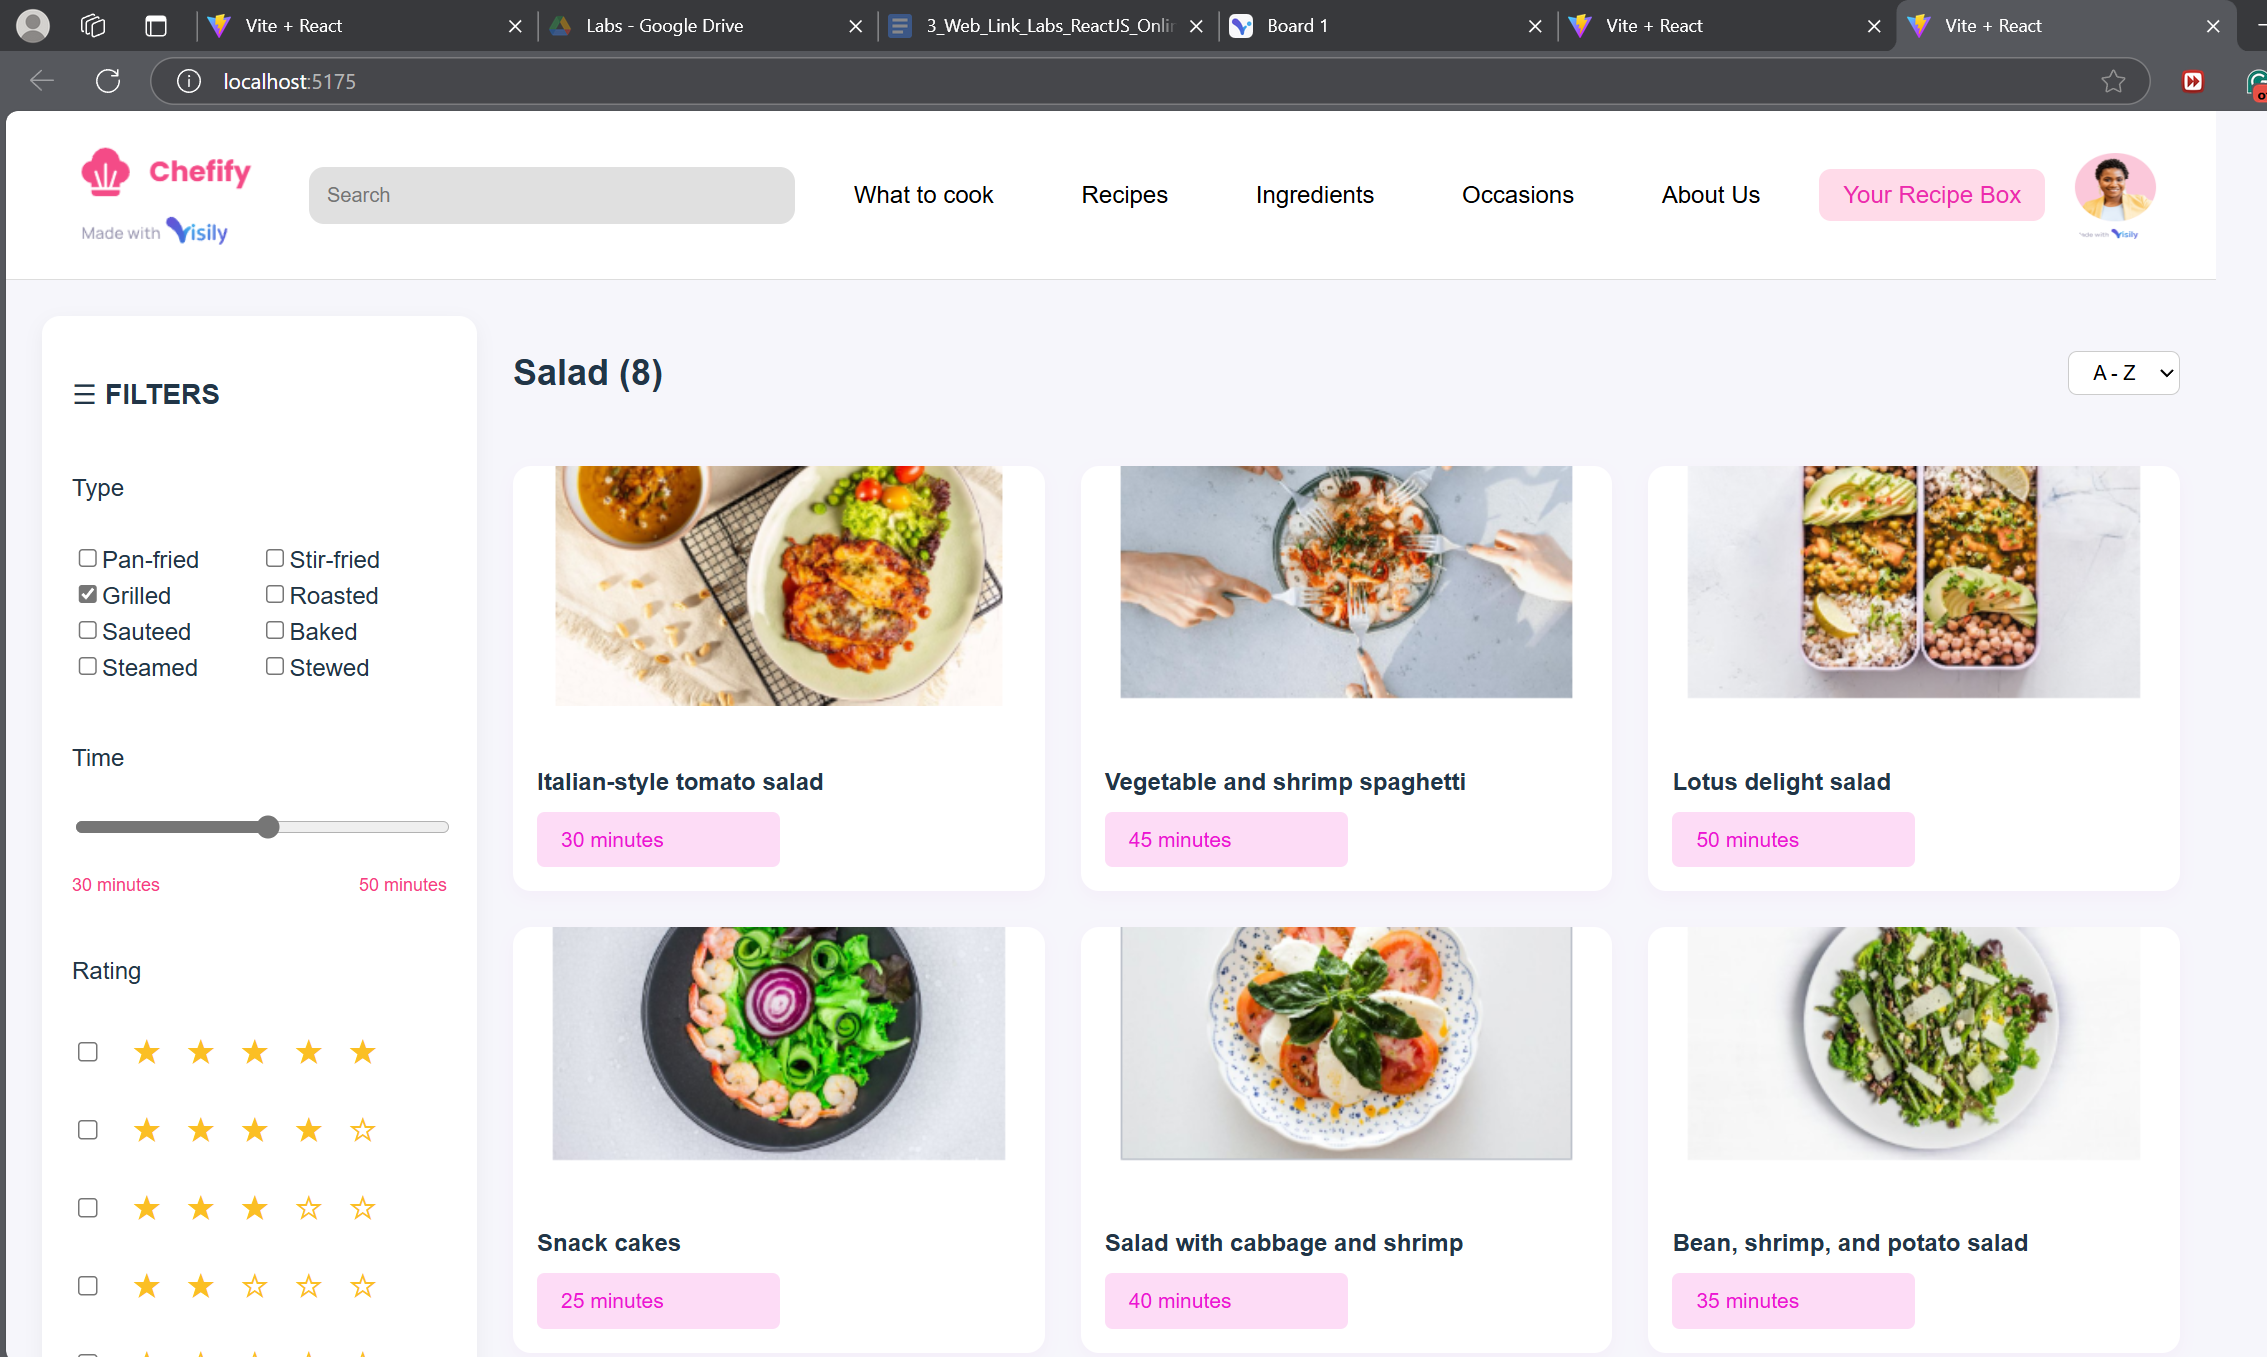 Vite + React
Labs - Google Drive
3_Web_Link_Labs_ReactJS_Onlin
Board 1
Vite + React
Vite + React
localhost:5175
Chefify
Made with Visily
Search
What to cook
Recipes
Ingredients
Occasions
About Us
Your Recipe Box
made with Visily
☰ FILTERS
Type
Pan-fried
Stir-fried
Grilled
Roasted
Sauteed
Baked
Steamed
Stewed
Time
30 minutes
50 minutes
Rating
Salad (8)
A - Z
Italian-style tomato salad
30 minutes
Vegetable and shrimp spaghetti
45 minutes
Lotus delight salad
50 minutes
Snack cakes
25 minutes
Salad with cabbage and shrimp
40 minutes
Bean, shrimp, and potato salad
35 minutes